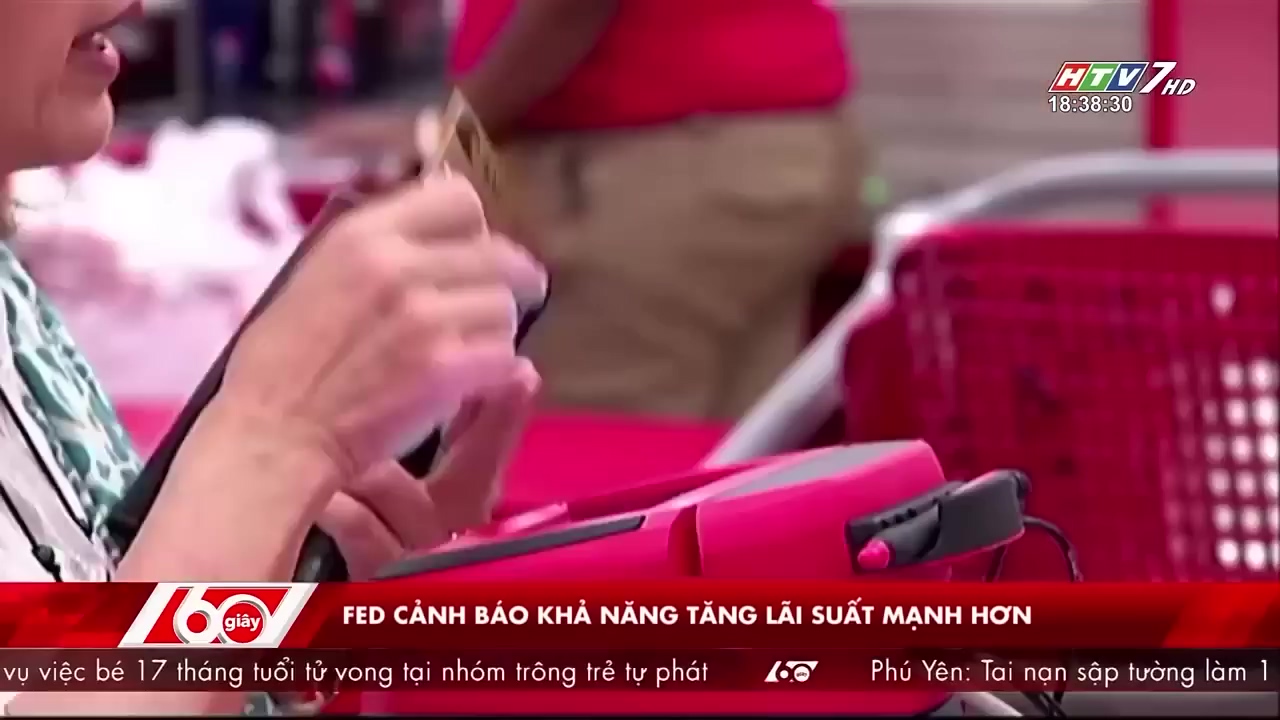 HTV7 HD
18:38:30
60 giây
FED CẢNH BÁO KHẢ NĂNG TĂNG LÃI SUẤT MẠNH HƠN
vụ việc bé 17 tháng tuổi tử vong tại nhóm trông trẻ tự phát 60 giây Phú Yên: Tai nạn sập tường làm 1